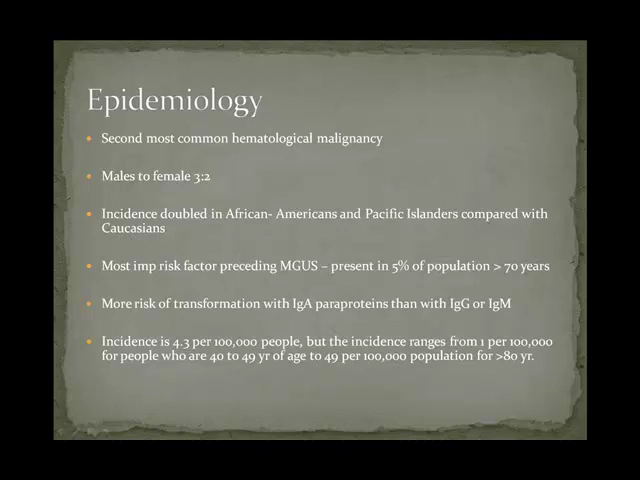 Epidemiology
Second most common hematological malignancy
Males to female 3:2
Incidence doubled in African- Americans and Pacific Islanders compared with
Caucasians
Most imp risk factor preceding MGUS – present in 5% of population > 70 years
More risk of transformation with IgA paraproteins than with IgG or IgM
Incidence is 4.3 per 100,000 people, but the incidence ranges from 1 per 100,000
for people who are 40 to 49 yr of age to 49 per 100,000 population for >80 yr.